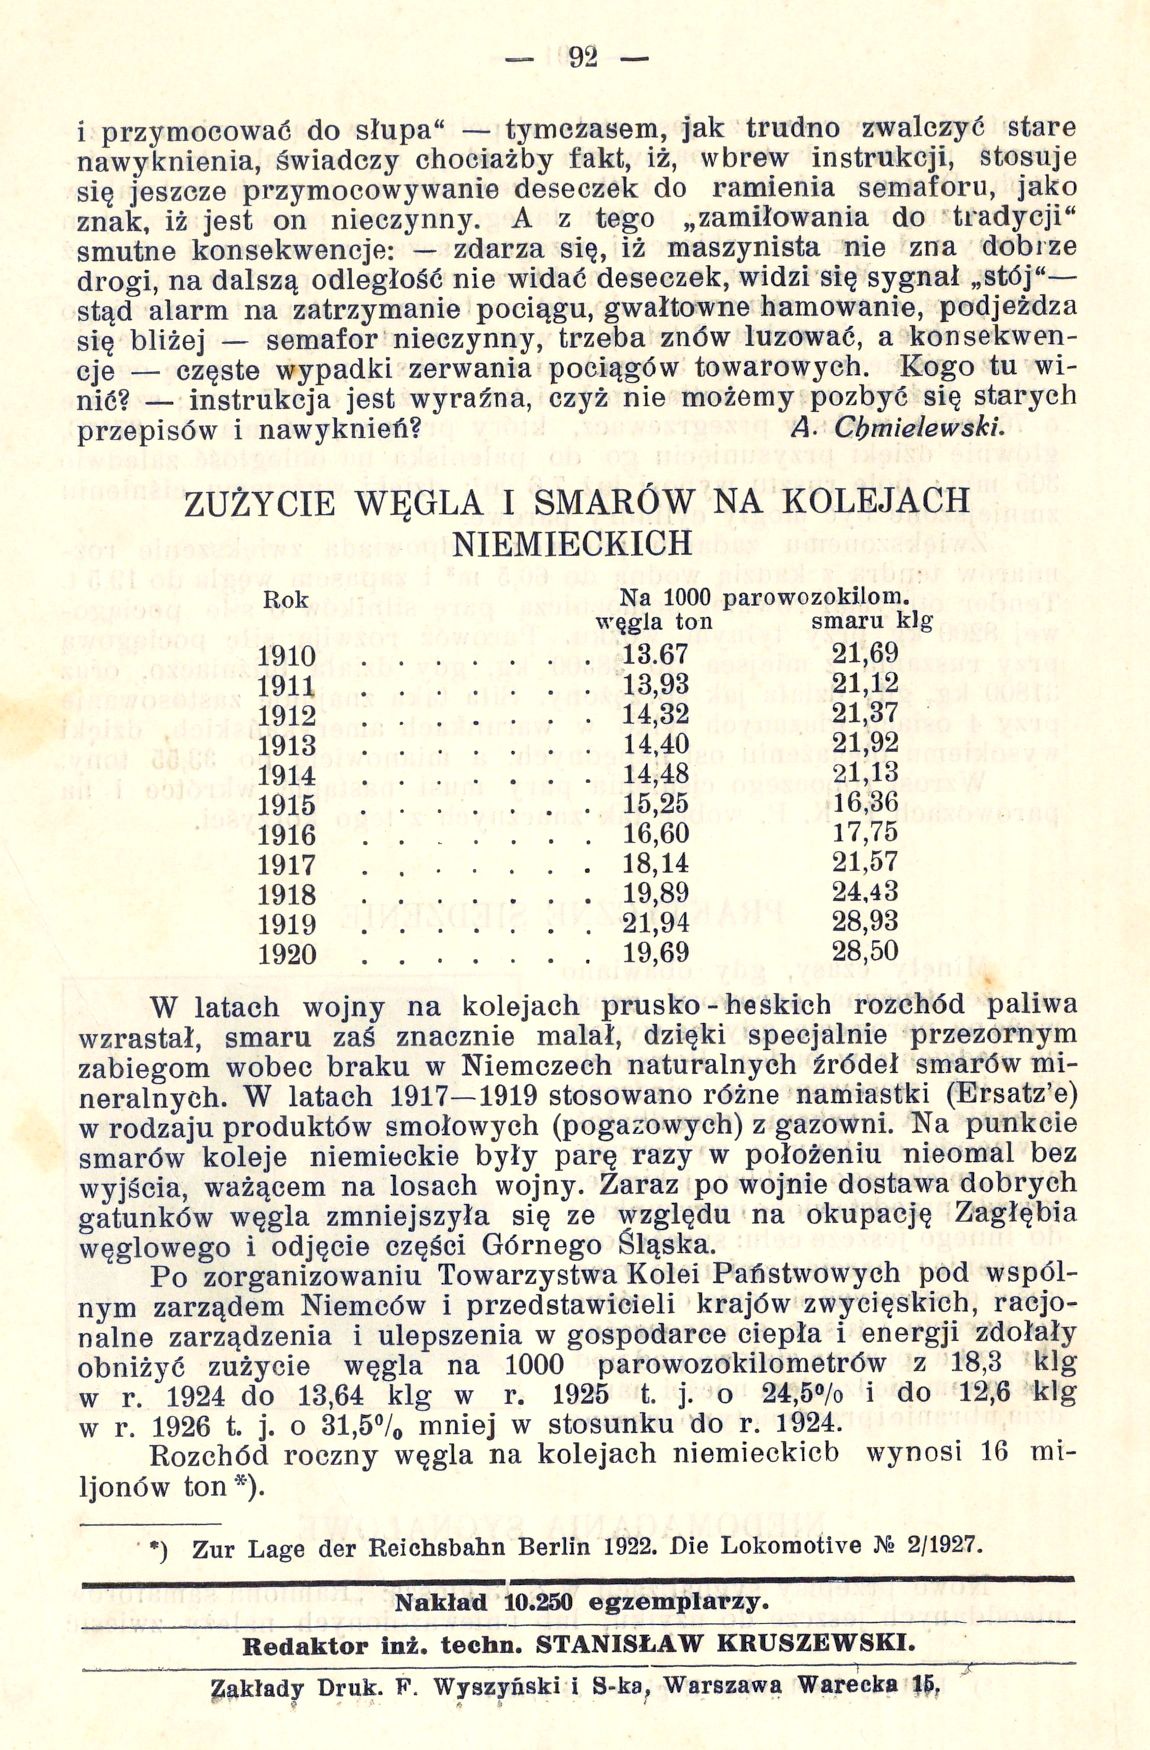 — 92 —
i przymocować do słupa“ — tymczasem, jak trudno zwalczyć stare
nawyknienia, świadczy chociażby fakt, iż, wbrew instrukcji, stosuje
się jeszcze przymocowywanie deseczek do ramienia semaforu, jako
znak, iż jest on nieczynny. A z tego „zamiłowania do tradycji“
smutne konsekwencje: — zdarza się, iż maszynista nie zna dobrze
drogi, na dalszą odległość nie widać deseczek, widzi się sygnał „stój“—
stąd alarm na zatrzymanie pociągu, gwałtowne hamowanie, podjeżdza
się bliżej — semafor nieczynny, trzeba znów luzować, a konsekwen-
cje — częste wypadki zerwania pociągów towarowych. Kogo tu wi-
nić? — instrukcja jest wyraźna, czyż nie możemy pozbyć się starych
przepisów i nawyknień? A. Chmielewski.
ZUŻYCIE WĘGLA I SMARÓW NA KOLEJACH
NIEMIECKICH
Rok Na 1000 parowozokilom.
węgla ton smaru klg
1910 . . . . . . . 13.67 21,69
1911 . . . . . . 13,93 21,12
1912 . . . . . . . 14,32 21,37
1913 . . . . . . . 14,40 21,92
1914 . . . . . . . 14,48 21,13
1915 . . . . . . . 15,25 16,36
1916 . . . . . . . 16,60 17,75
1917 . . . . . . . 18,14 21,57
1918 . . . . . . . 19,89 24,43
1919 . . . . . . . 21,94 28,93
1920 . . . . . . . 19,69 28,50
W latach wojny na kolejach prusko-heskich rozchód paliwa
wzrastał, smaru zaś znacznie malał, dzięki specjalnie przezornym
zabiegom wobec braku w Niemczech naturalnych źródeł smarów mi-
neralnych. W latach 1917—1919 stosowano różne namiastki (Ersatz’e)
w rodzaju produktów smołowych (pogazowych) z gazowni. Na punkcie
smarów koleje niemieckie były parę razy w położeniu nieomal bez
wyjścia, ważącem na losach wojny. Zaraz po wojnie dostawa dobrych
gatunków węgla zmniejszyła się ze względu na okupację Zagłębia
węglowego i odjęcie części Górnego Śląska.
Po zorganizowaniu Towarzystwa Kolei Państwowych pod wspól-
nym zarządem Niemców i przedstawicieli krajów zwycięskich, racjo-
nalne zarządzenia i ulepszenia w gospodarce ciepła i energji zdołały
obniżyć zużycie węgla na 1000 parowozokilometrów z 18,3 klg
w r. 1924 do 13,64 klg w r. 1925 t. j. o 24,5% i do 12,6 klg
w r. 1926 t. j. o 31,5% mniej w stosunku do r. 1924.
Rozchód roczny węgla na kolejach niemieckicb wynosi 16 mi-
ljonów ton *).
*) Zur Lage der Reichsbahn Berlin 1922. Die Lokomotive № 2/1927.
Nakład 10.250 egzemplarzy.
Redaktor inż. techn. STANISŁAW KRUSZEWSKI.
Zakłady Druk. F. Wyszyński i S-ka, Warszawa Warecka 15.